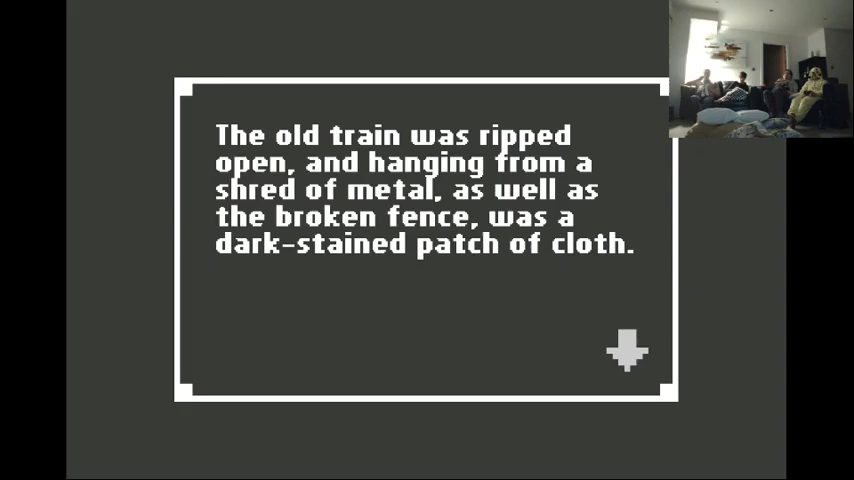 The old train was ripped
open, and hanging from a
shred of metal, as well as
the broken fence, was a
dark-stained patch of cloth.